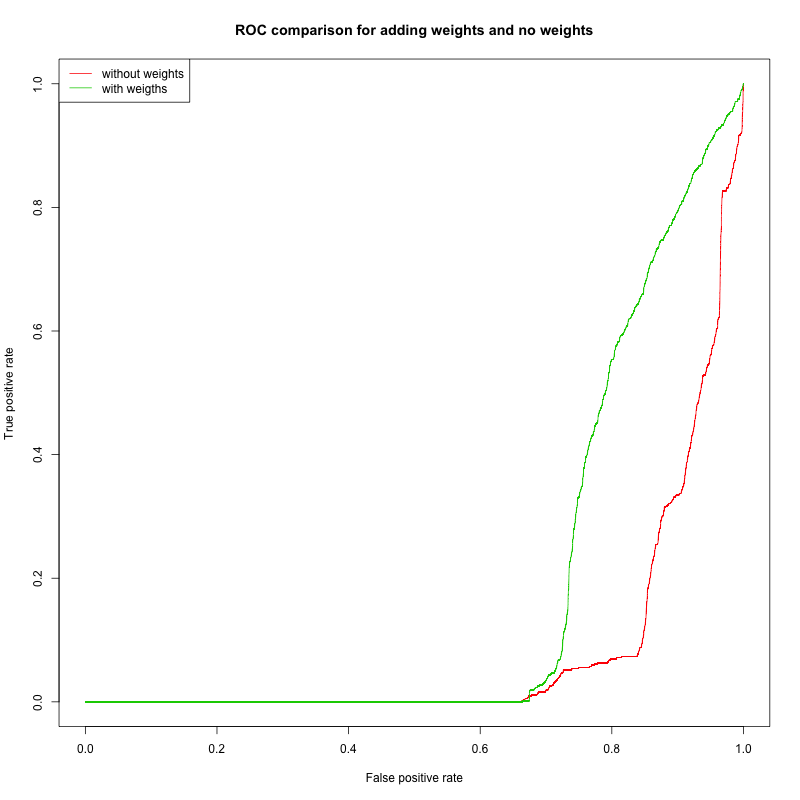 ROC comparison for adding weights and no weights
without weights
with weigths
True positive rate
1.0
0.8
0.6
0.4
0.2
0.0
0.0 0.2 0.4 0.6 0.8 1.0
False positive rate